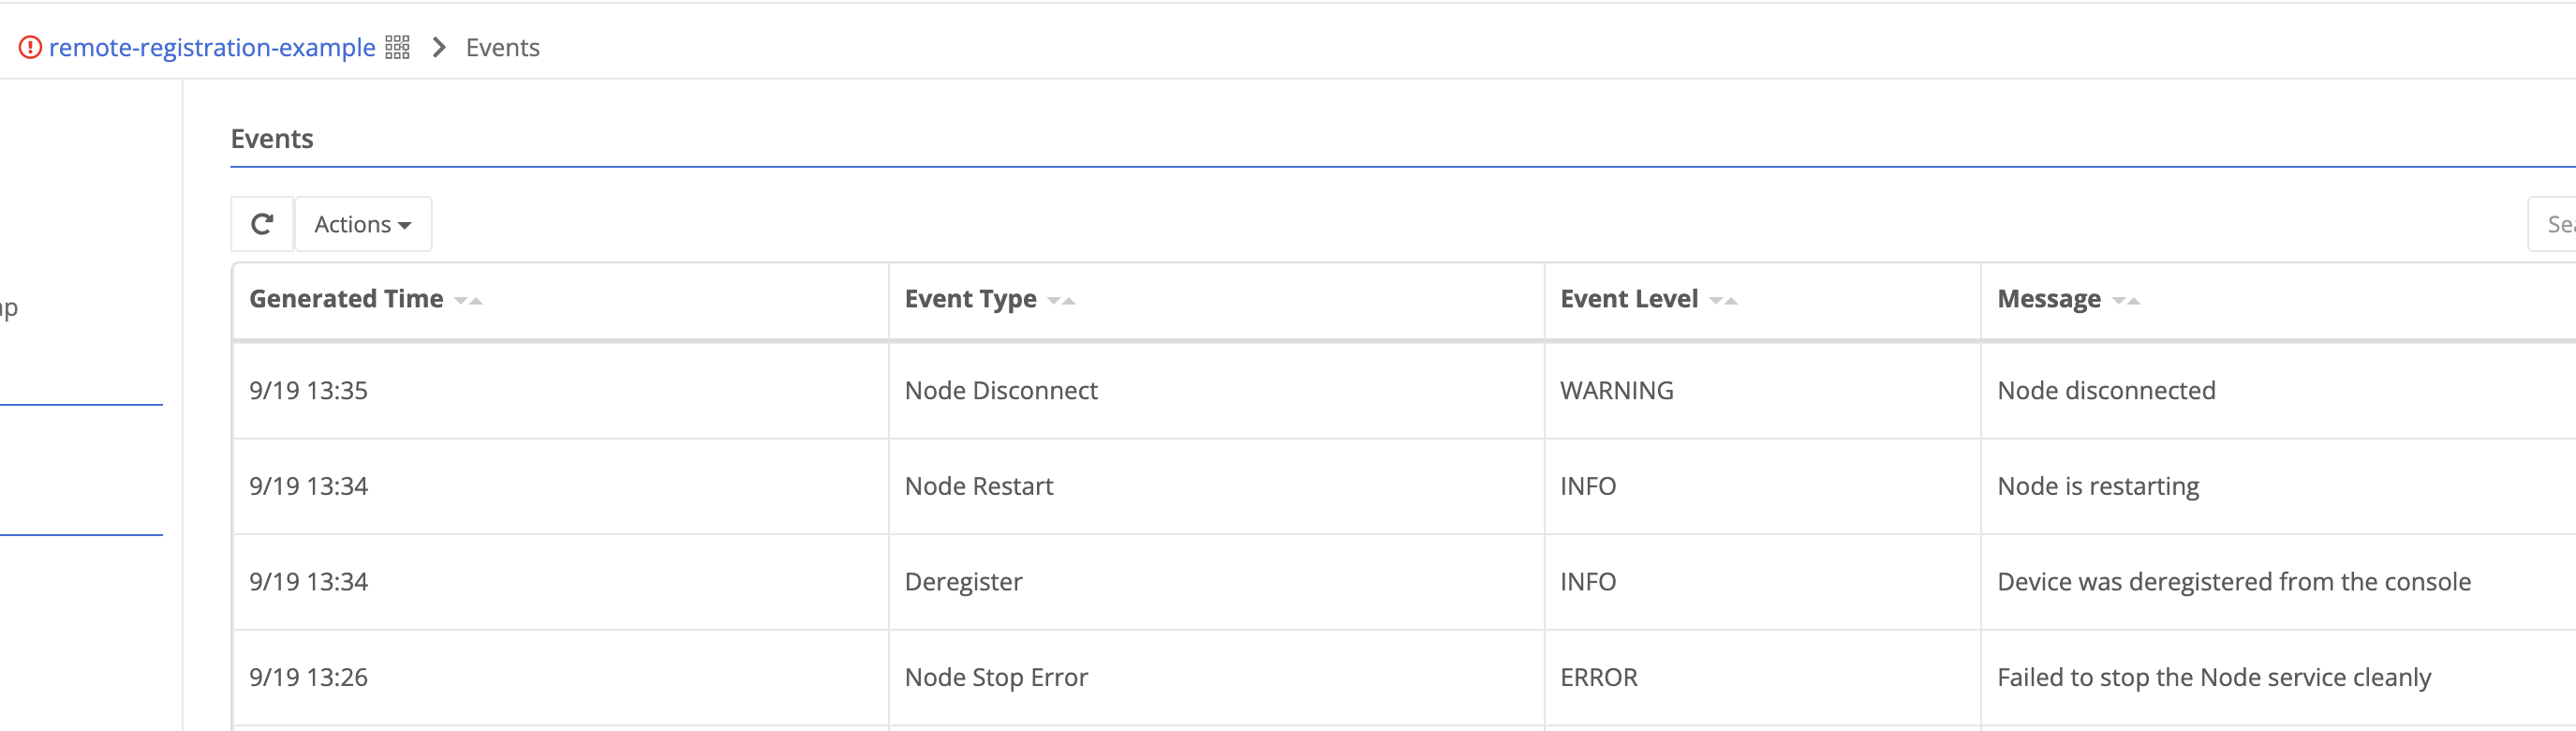 remote-registration-example Events
Events
Actions
Generated Time Event Type Event Level Message
9/19 13:35 Node Disconnect WARNING Node disconnected
9/19 13:34 Node Restart INFO Node is restarting
9/19 13:34 Deregister INFO Device was deregistered from the console
9/19 13:26 Node Stop Error ERROR Failed to stop the Node service cleanly